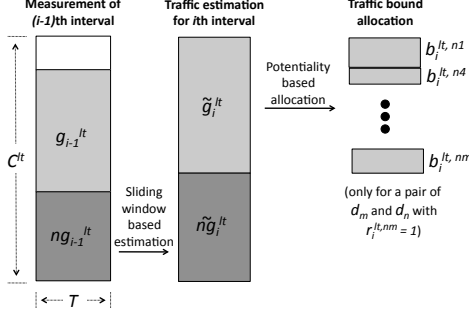 Measurement of
(i-1)th interval
Traffic estimation
for ith interval
Traffic bound
allocation
C^lt
g_i-1^lt
ng_i-1^lt
T
Sliding
window
based
estimation
g̃_i^lt
ñg_i^lt
Potentiality
based
allocation
b_i^lt, n1
b_i^lt, n4
b_i^lt, nm
(only for a pair of
d_m and d_n with
r_i^lt,nm = 1)